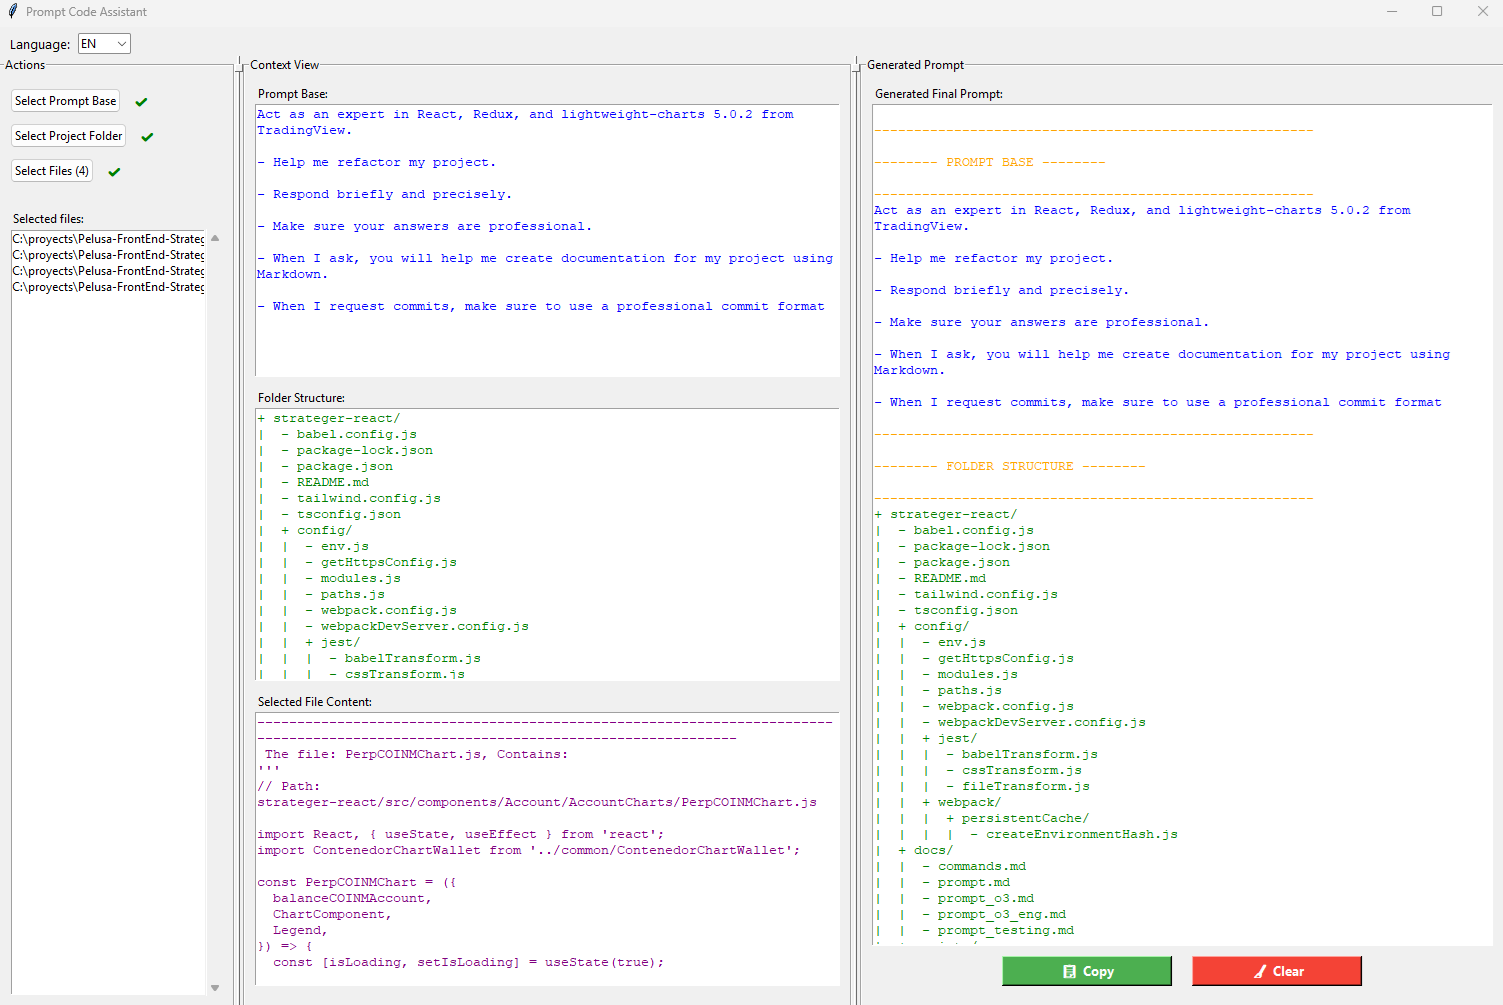 Prompt Code Assistant
Language: EN
Actions
Select Prompt Base
Select Project Folder
Select Files (4)
Selected files:
C:\proyects\Pelusa-FrontEnd-Strateg
C:\proyects\Pelusa-FrontEnd-Strateg
C:\proyects\Pelusa-FrontEnd-Strateg
C:\proyects\Pelusa-FrontEnd-Strateg
Context View
Prompt Base:
Act as an expert in React, Redux, and lightweight-charts 5.0.2 from
TradingView.
- Help me refactor my project.
- Respond briefly and precisely.
- Make sure your answers are professional.
- When I ask, you will help me create documentation for my project using
Markdown.
- When I request commits, make sure to use a professional commit format
Folder Structure:
+ strateger-react/
|  - babel.config.js
|  - package-lock.json
|  - package.json
|  - README.md
|  - tailwind.config.js
|  - tsconfig.json
|  + config/
|  |  - env.js
|  |  - getHttpsConfig.js
|  |  - modules.js
|  |  - paths.js
|  |  - webpack.config.js
|  |  - webpackDevServer.config.js
|  |  + jest/
|  |  |  - babelTransform.js
|  |  |  - cssTransform.js
Selected File Content:
------------------------------------------------------------------------
------------------------------------------------------------
The file: PerpCOINMChart.js, Contains:
'''
// Path:
strateger-react/src/components/Account/AccountCharts/PerpCOINMChart.js
import React, { useState, useEffect } from 'react';
import ContenedorChartWallet from '../common/ContenedorChartWallet';
const PerpCOINMChart = ({
  balanceCOINMAccount,
  ChartComponent,
  Legend,
}) => {
  const [isLoading, setIsLoading] = useState(true);
Generated Prompt
Generated Final Prompt:
-------------------------------------------------------
-------- PROMPT BASE --------
-------------------------------------------------------
Act as an expert in React, Redux, and lightweight-charts 5.0.2 from
TradingView.
- Help me refactor my project.
- Respond briefly and precisely.
- Make sure your answers are professional.
- When I ask, you will help me create documentation for my project using
Markdown.
- When I request commits, make sure to use a professional commit format
-------------------------------------------------------
-------- FOLDER STRUCTURE --------
-------------------------------------------------------
+ strateger-react/
|  - babel.config.js
|  - package-lock.json
|  - package.json
|  - README.md
|  - tailwind.config.js
|  - tsconfig.json
|  + config/
|  |  - env.js
|  |  - getHttpsConfig.js
|  |  - modules.js
|  |  - paths.js
|  |  - webpack.config.js
|  |  - webpackDevServer.config.js
|  |  + jest/
|  |  |  - babelTransform.js
|  |  |  - cssTransform.js
|  |  |  - fileTransform.js
|  |  + webpack/
|  |  |  + persistentCache/
|  |  |  |  - createEnvironmentHash.js
|  + docs/
|  |  - commands.md
|  |  - prompt.md
|  |  - prompt_o3.md
|  |  - prompt_o3_eng.md
|  |  - prompt_testing.md
Copy
Clear